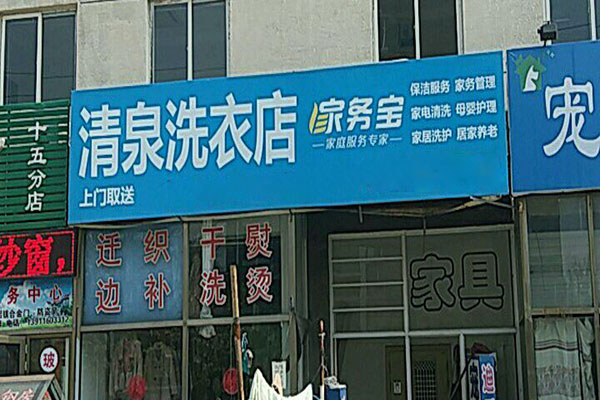 清泉洗衣店
上门取送
家务宝
家庭服务专家
保洁服务 家务管理
家电清洗 母婴护理
家居洗护 居家养老
十五分店
纱窗,
务中心
玻
迁边 织补 干洗 熨烫
家具
宠